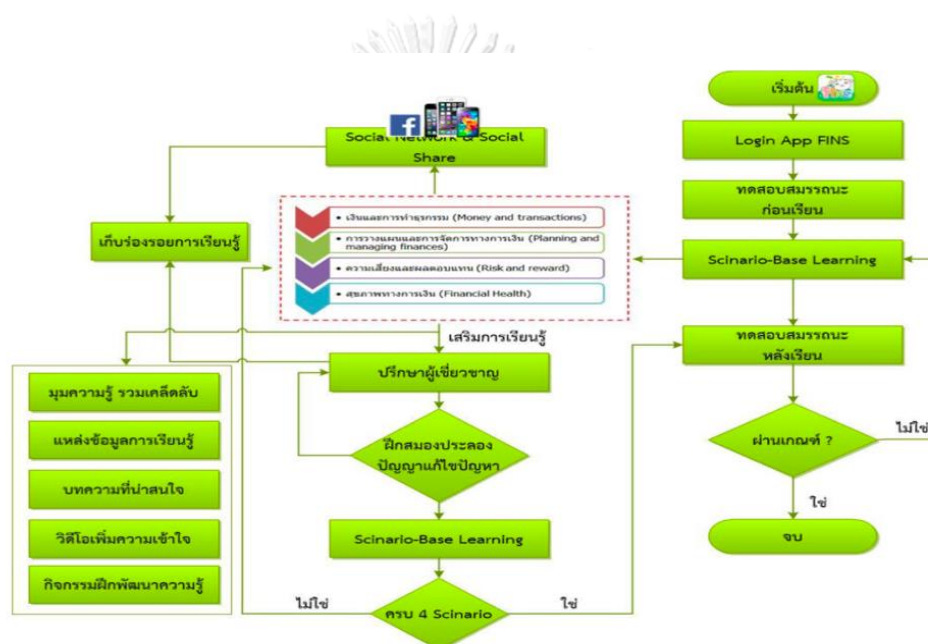 เริ่มต้น
Login App FINS
ทดสอบสมรรถนะ
ก่อนเรียน
Scinario-Base Learning
ทดสอบสมรรถนะ
หลังเรียน
ผ่านเกณฑ์ ?
ไม่ใช่
ใช่
จบ
Social Network & Social
Share
เก็บร่องรอยการเรียนรู้
• เงินและการทำธุรกรรม (Money and transactions)
• การวางแผนและการจัดการทางการเงิน (Planning and
managing finances)
• ความเสี่ยงและผลตอบแทน (Risk and reward)
• สุขภาพทางการเงิน (Financial Health)
เสริมการเรียนรู้
ปรึกษาผู้เชี่ยวชาญ
ฝึกสมองประลอง
ปัญญาแก้ไขปัญหา
Scinario-Base Learning
ครบ 4 Scinario
ไม่ใช่
ใช่
มุมความรู้ รวมเคล็ดลับ
แหล่งข้อมูลการเรียนรู้
บทความที่น่าสนใจ
วิดีโอเพิ่มความเข้าใจ
กิจกรรมฝึกพัฒนาความรู้